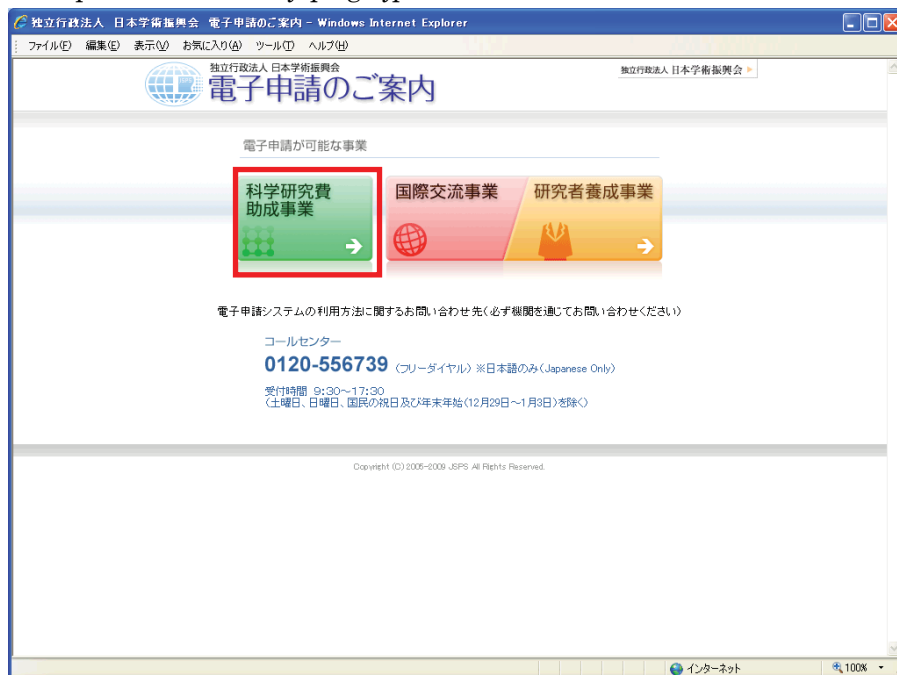 独立行政法人 日本学術振興会 電子申請のご案内 - Windows Internet Explorer
ファイル(F) 編集(E) 表示(V) お気に入り(A) ツール(T) ヘルプ(H)
独立行政法人 日本学術振興会
電子申請のご案内
独立行政法人 日本学術振興会
電子申請が可能な事業
科学研究費
助成事業
国際交流事業
研究者養成事業
電子申請システムの利用方法に関するお問い合わせ先(必ず機関を通じてお問い合わせください)
コールセンター
0120-556739 (フリーダイヤル) ※日本語のみ(Japanese Only)
受付時間 9:30～17:30
(土曜日、日曜日、国民の祝日及び年末年始(12月29日～1月3日)を除く)
Copyright (C) 2005-2009 JSPS All Rights Reserved.
インターネット
100%